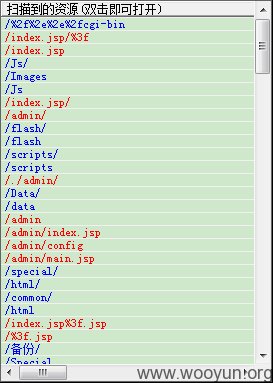 扫描到的资源(双击即可打开)
/%2f%2e%2e%2fcgi-bin
/index.jsp/%3f
/index.jsp
/Js/
/Images
/Js
/index.jsp/
/admin/
/flash/
/flash
/scripts/
/scripts
/./admin/
/Data/
/data
/admin
/admin/index.jsp
/admin/config
/admin/main.jsp
/special/
/html/
/common/
/html
/index.jsp%3f.jsp
/%3f.jsp
/备份/
/Special
www.wooyun.org